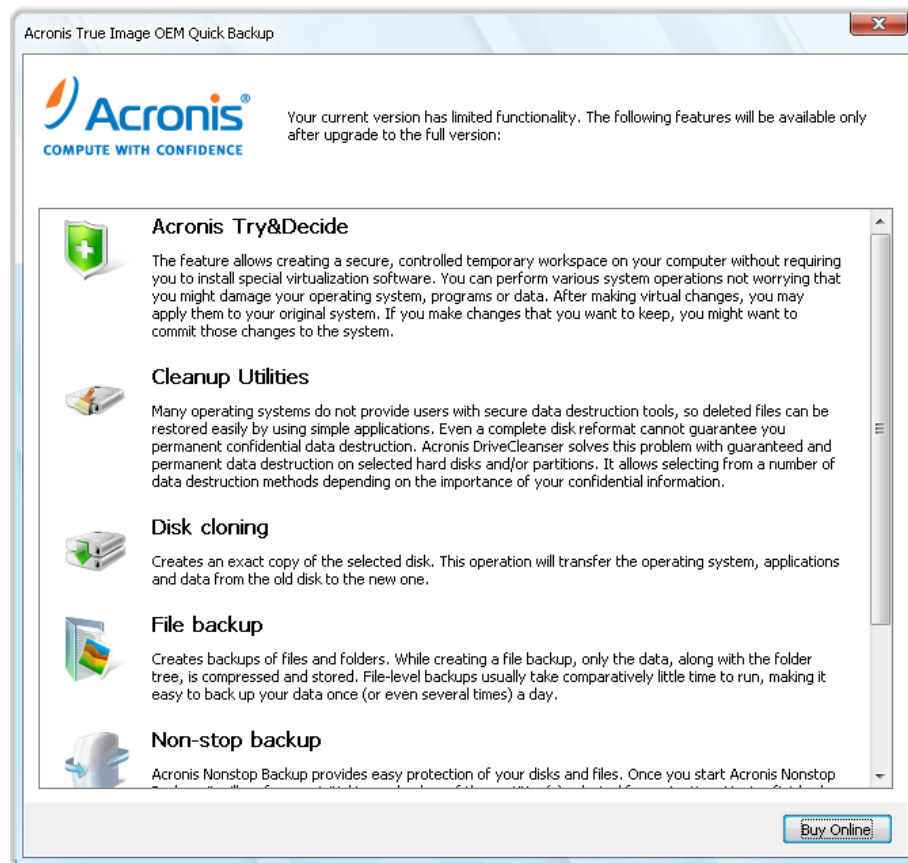 Acronis True Image OEM Quick Backup
Acronis®
COMPUTE WITH CONFIDENCE
Your current version has limited functionality. The following features will be available only
after upgrade to the full version:
Acronis Try&Decide
The feature allows creating a secure, controlled temporary workspace on your computer without requiring
you to install special virtualization software. You can perform various system operations not worrying that
you might damage your operating system, programs or data. After making virtual changes, you may
apply them to your original system. If you make changes that you want to keep, you might want to
commit those changes to the system.
Cleanup Utilities
Many operating systems do not provide users with secure data destruction tools, so deleted files can be
restored easily by using simple applications. Even a complete disk reformat cannot guarantee you
permanent confidential data destruction. Acronis DriveCleanser solves this problem with guaranteed and
permanent data destruction on selected hard disks and/or partitions. It allows selecting from a number of
data destruction methods depending on the importance of your confidential information.
Disk cloning
Creates an exact copy of the selected disk. This operation will transfer the operating system, applications
and data from the old disk to the new one.
File backup
Creates backups of files and folders. While creating a file backup, only the data, along with the folder
tree, is compressed and stored. File-level backups usually take comparatively little time to run, making it
easy to back up your data once (or even several times) a day.
Non-stop backup
Acronis Nonstop Backup provides easy protection of your disks and files. Once you start Acronis Nonstop
Buy Online